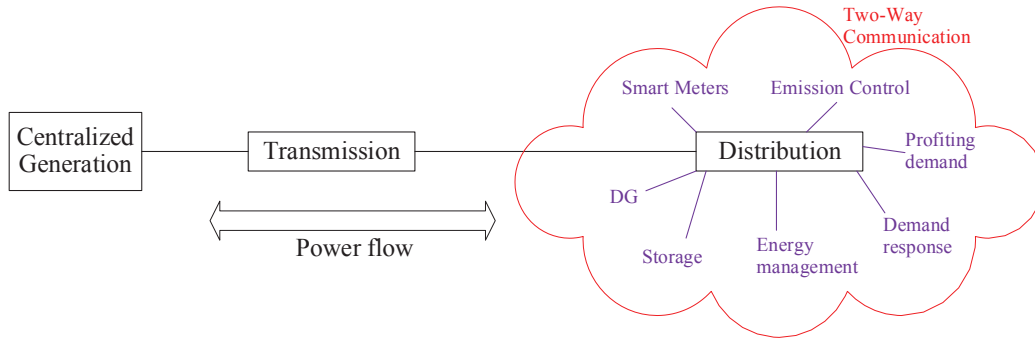 Two-Way
Communication
Smart Meters
Emission Control
Centralized
Generation
Transmission
Distribution
Profiting
demand
DG
Power flow
Storage
Energy
management
Demand
response